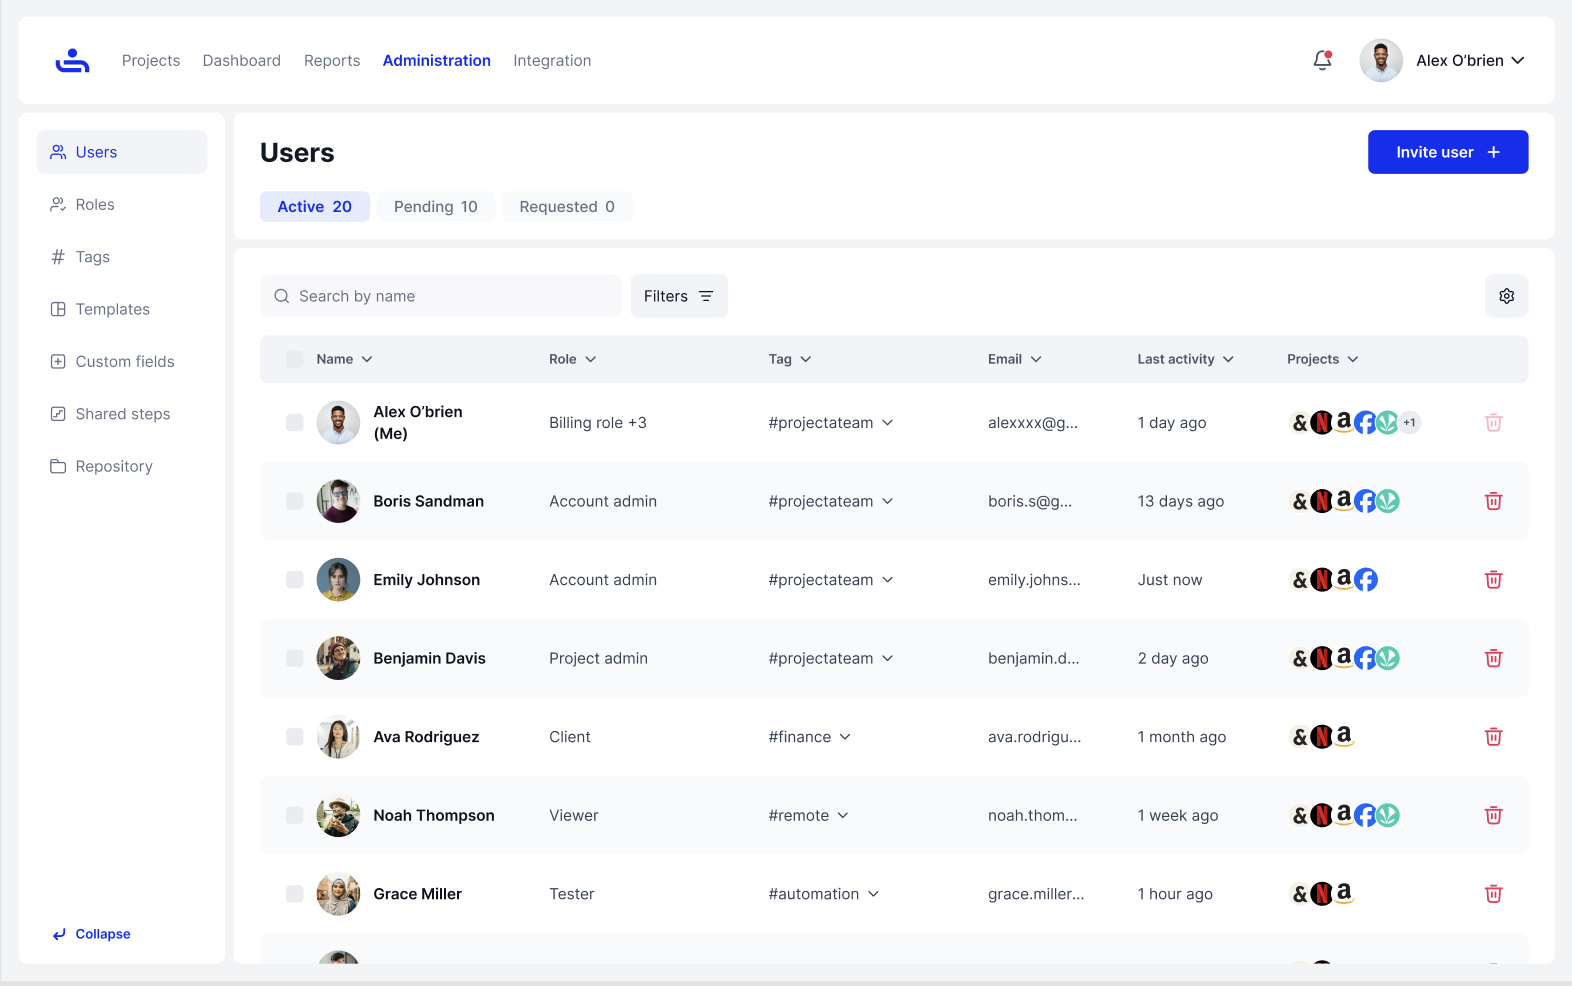 Projects Dashboard Reports Administration Integration
Alex O’brien
Users
Roles
Tags
Templates
Custom fields
Shared steps
Repository
Collapse
Users
Invite user +
Active 20 Pending 10 Requested 0
Search by name
Filters
Name Role Tag Email Last activity Projects
Alex O’brien
(Me)
Billing role +3 #projectateam alexxxx@g... 1 day ago & N a f +1
Boris Sandman Account admin #projectateam boris.s@g... 13 days ago & N a f
Emily Johnson Account admin #projectateam emily.johns... Just now & N a f
Benjamin Davis Project admin #projectateam benjamin.d... 2 day ago & N a f
Ava Rodriguez Client #finance ava.rodrigu... 1 month ago & N a
Noah Thompson Viewer #remote noah.thom... 1 week ago & N a f
Grace Miller Tester #automation grace.miller... 1 hour ago & N a